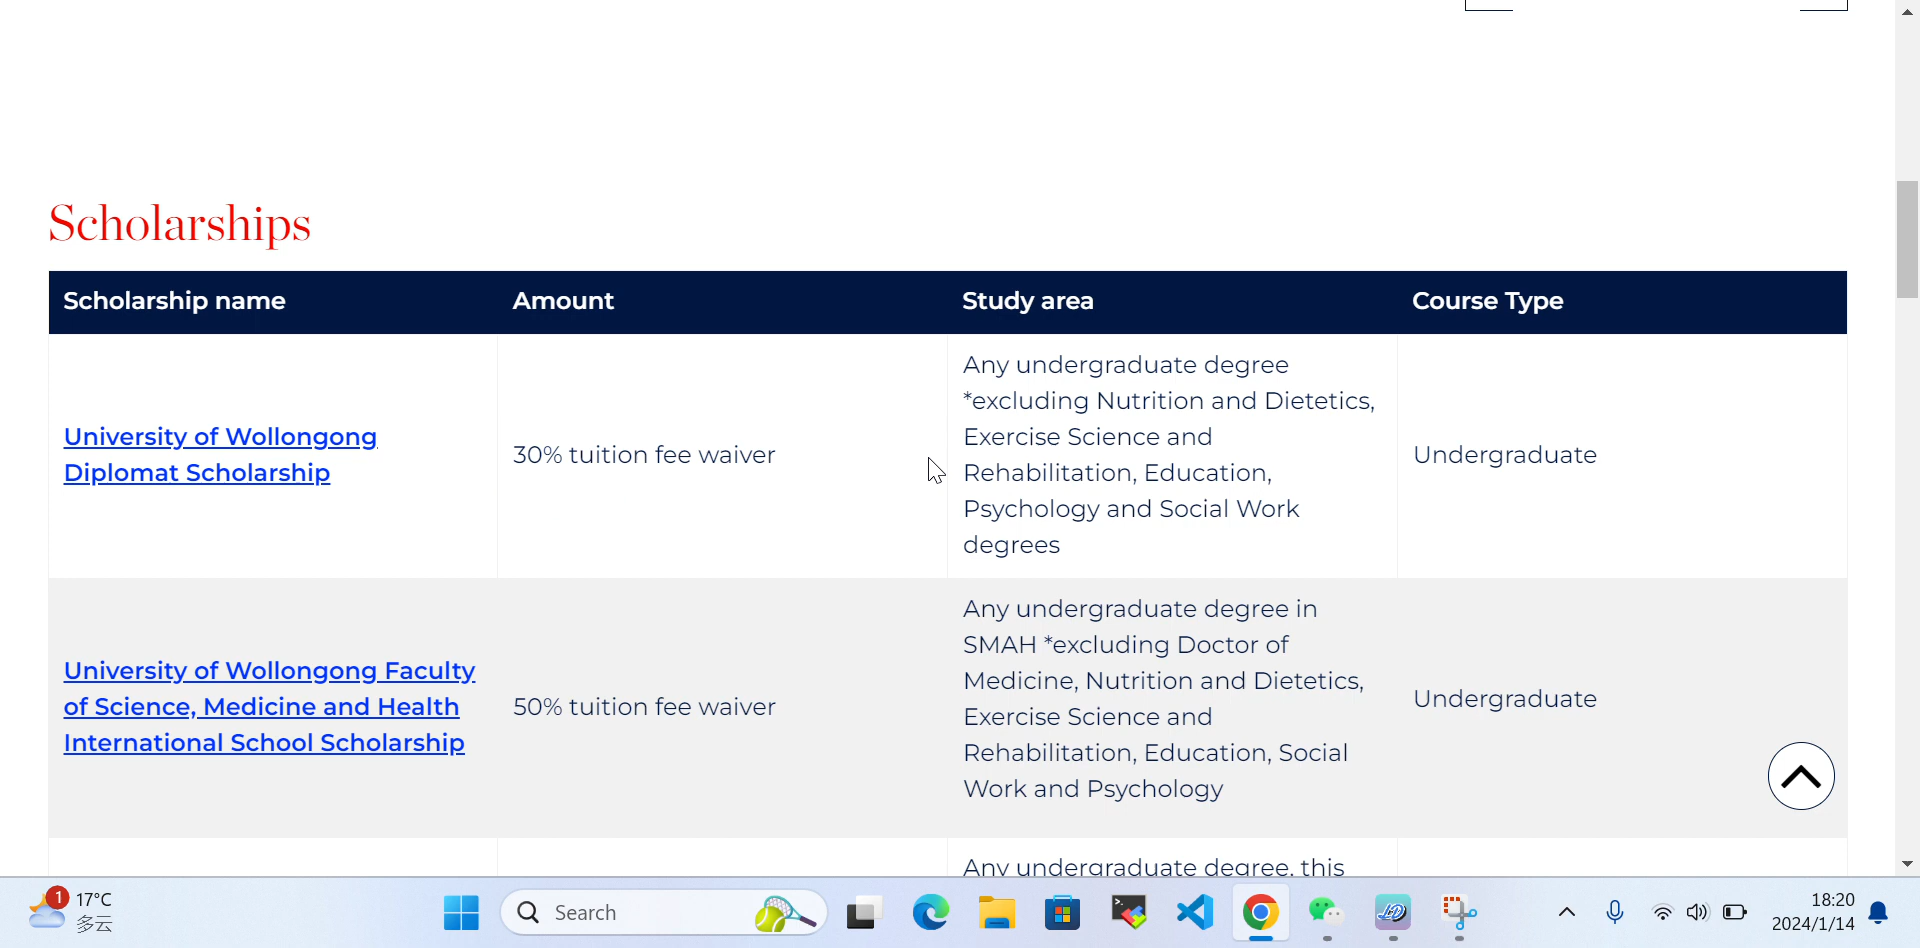 Scholarships
Scholarship name
Amount
Study area
Course Type
University of Wollongong
Diplomat Scholarship
30% tuition fee waiver
Any undergraduate degree
*excluding Nutrition and Dietetics,
Exercise Science and
Rehabilitation, Education,
Psychology and Social Work
degrees
Undergraduate
University of Wollongong Faculty
of Science, Medicine and Health
International School Scholarship
50% tuition fee waiver
Any undergraduate degree in
SMAH *excluding Doctor of
Medicine, Nutrition and Dietetics,
Exercise Science and
Rehabilitation, Education, Social
Work and Psychology
Undergraduate
Any undergraduate degree, this
1
17°C
多云
Search
18:20
2024/1/14